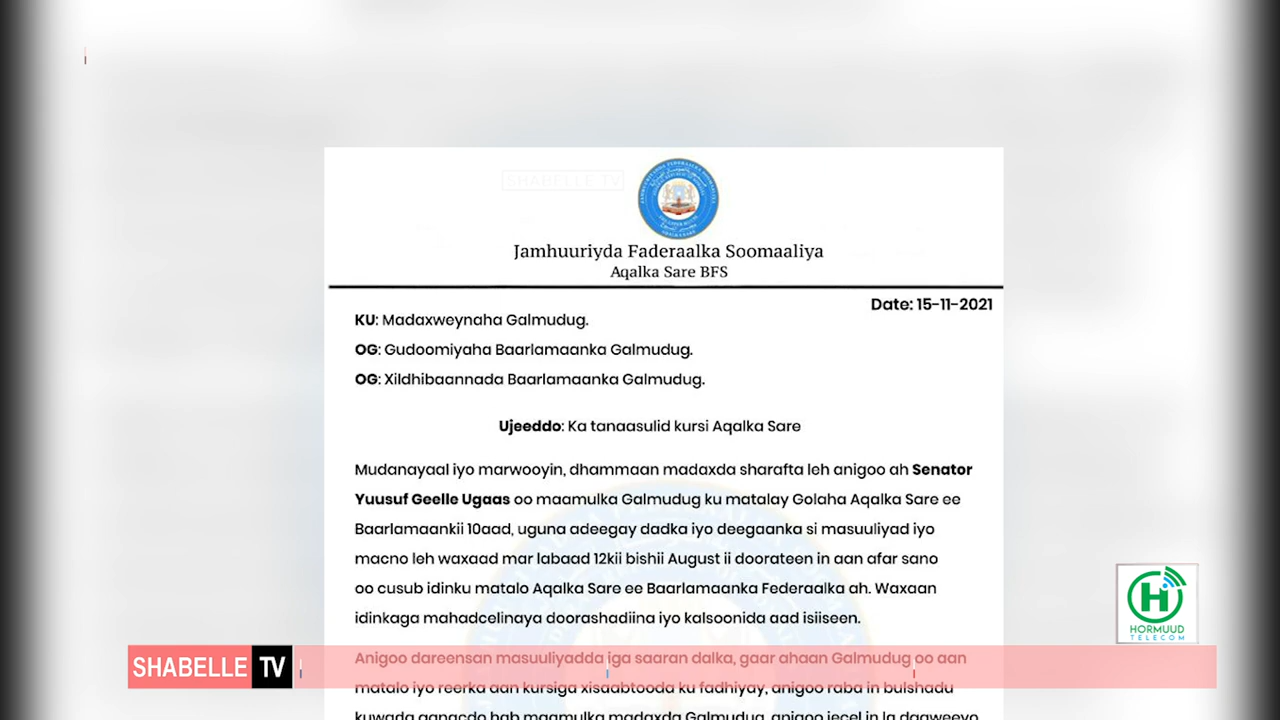 SHABELLE TV
Jamhuuriyda Faderaalka Soomaaliya
Aqalka Sare BFS
Date: 15-11-2021
KU: Madaxweynaha Galmudug.
OG: Gudoomiyaha Baarlamaanka Galmudug.
OG: Xildhibaannada Baarlamaanka Galmudug.
Ujeeddo: Ka tanaasulid kursi Aqalka Sare
Mudanayaal iyo marwooyin, dhammaan madaxda sharafta leh anigoo ah Senator
Yuusuf Geelle Ugaas oo maamulka Galmudug ku matalay Golaha Aqalka Sare ee
Baarlamaankii 10aad, uguna adeegay dadka iyo deegaanka si masuuliyad iyo
macno leh waxaad mar labaad 12kii bishii August ii doorateen in aan afar sano
oo cusub idinku matalo Aqalka Sare ee Baarlamaanka Federaalka ah. Waxaan
idinkaga mahadcelinaya doorashadiina iyo kalsoonida aad isiiseen.
Anigoo dareensan masuuliyadda iga saaran dalka, gaar ahaan Galmudug oo aan
matalo iyo reerka aan kursiga xisaabtooda ku fadhiyay, anigoo raba in bulshadu
HORMUUD
TELECOM
SHABELLE TV